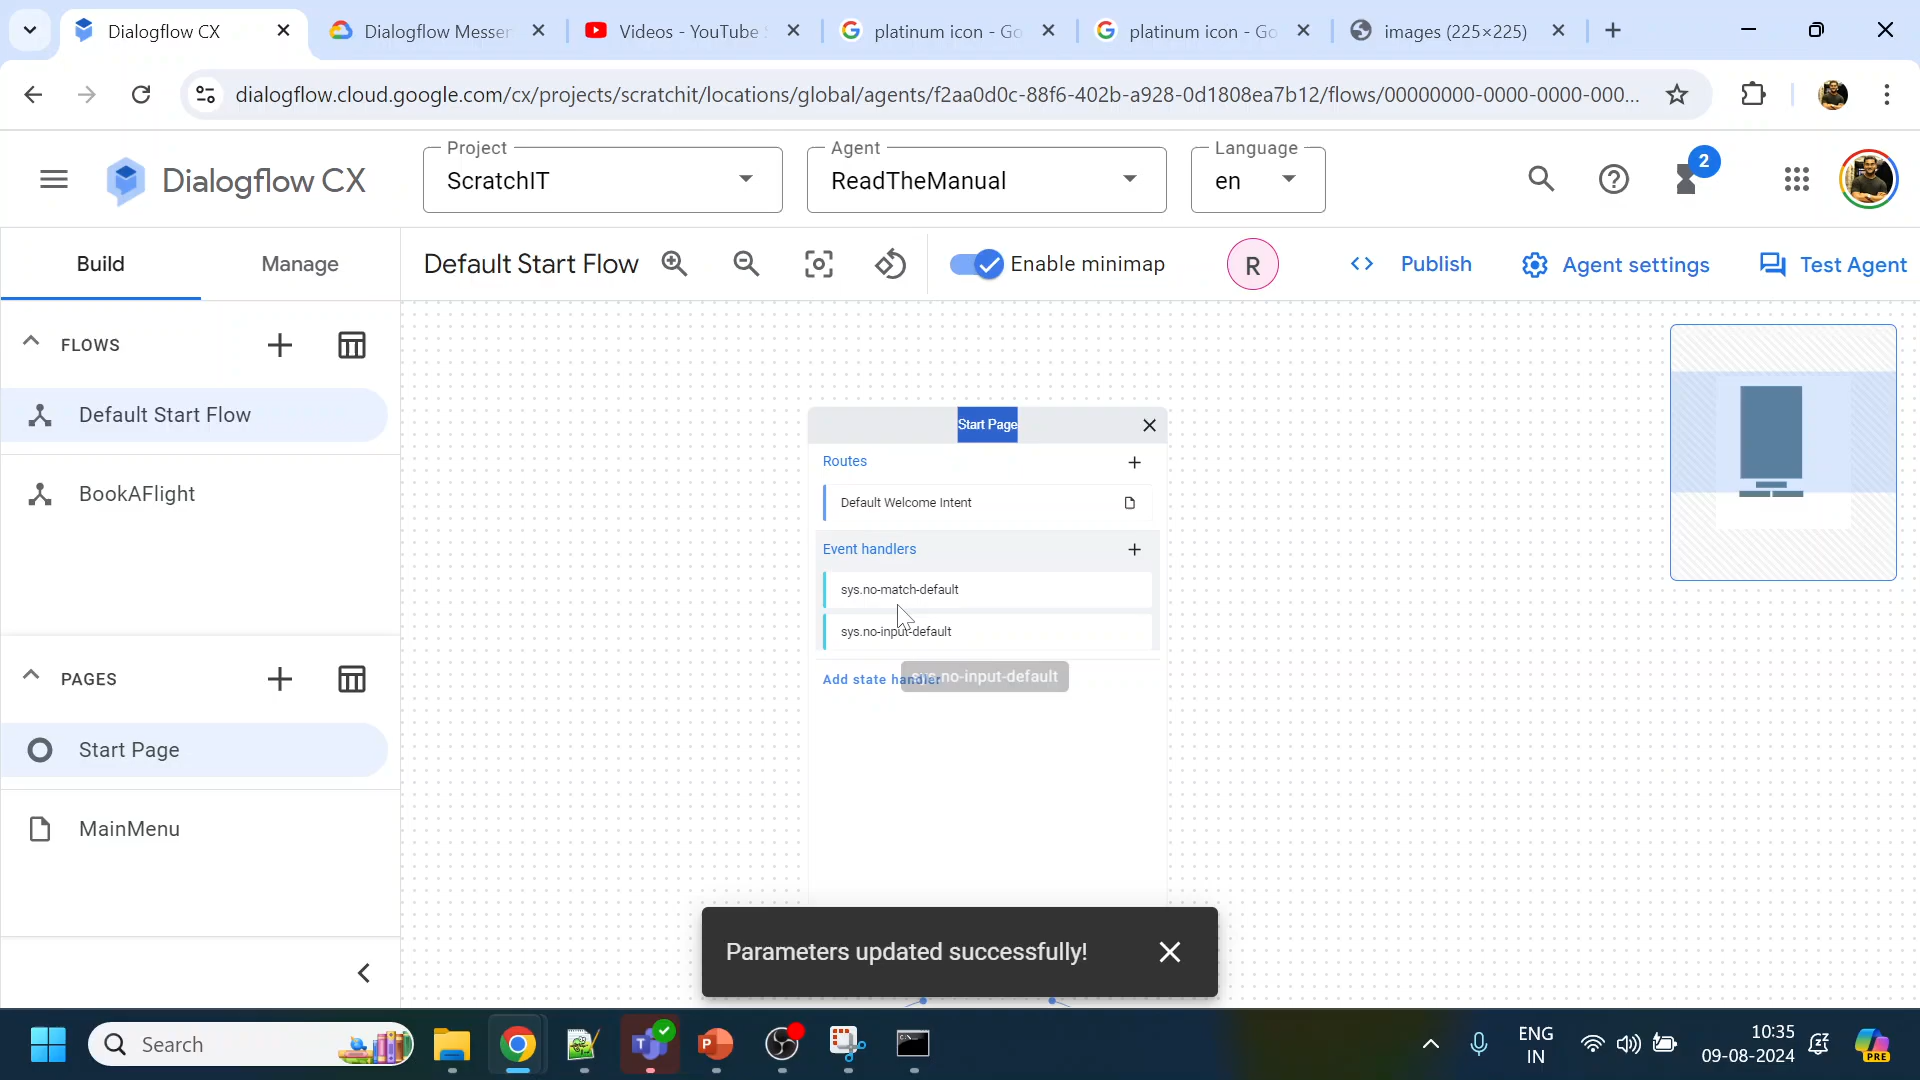 Dialogflow CX
Dialogflow Messen
Videos - YouTube S
platinum icon - Go
platinum icon - Go
images (225×225)
dialogflow.cloud.google.com/cx/projects/scratchit/locations/global/agents/f2aa0d0c-88f6-402b-a928-0d1808ea7b12/flows/00000000-0000-0000-000...
Dialogflow CX
Project
ScratchIT
Agent
ReadTheManual
Language
en
2
Build
Manage
Default Start Flow
Enable minimap
R
Publish
Agent settings
Test Agent
FLOWS
Default Start Flow
BookAFlight
PAGES
Start Page
MainMenu
Start Page
Routes
Default Welcome Intent
Event handlers
sys.no-match-default
sys.no-input-default
Add state handler
sys.no-input-default
Parameters updated successfully!
Search
ENG
IN
10:35
09-08-2024
PRE